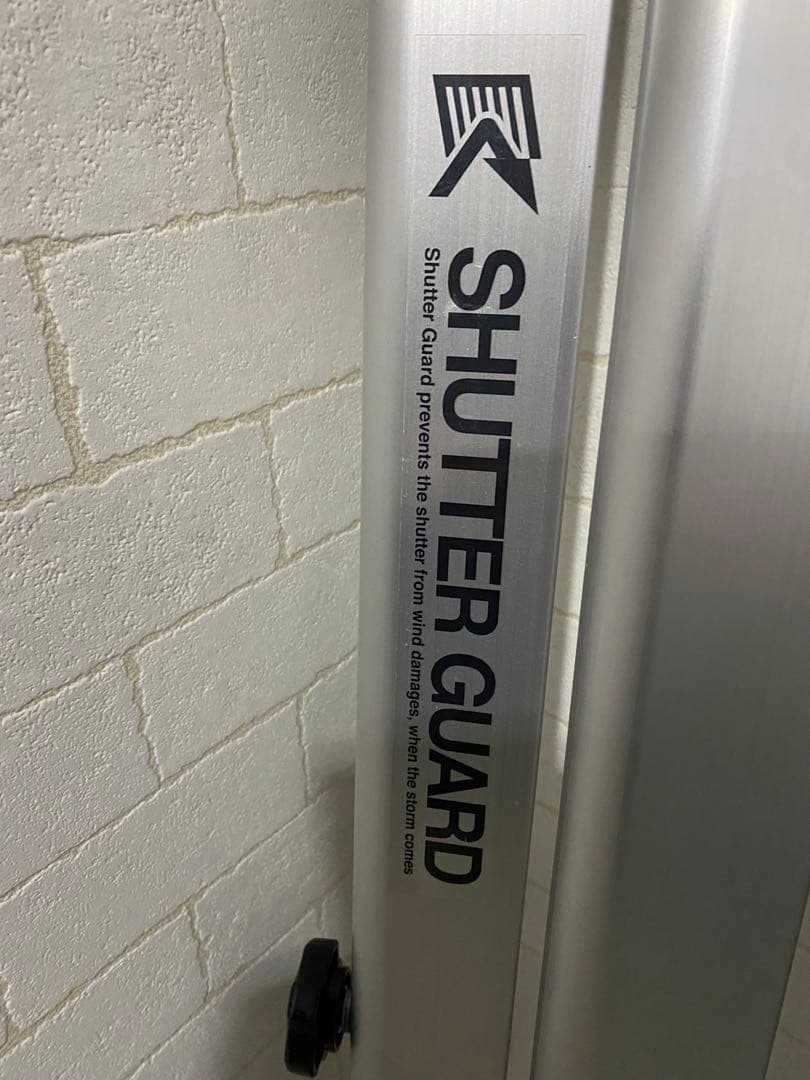 SHUTTER GUARD
Shutter Guard prevents the shutter from wind damages, when the storm comes